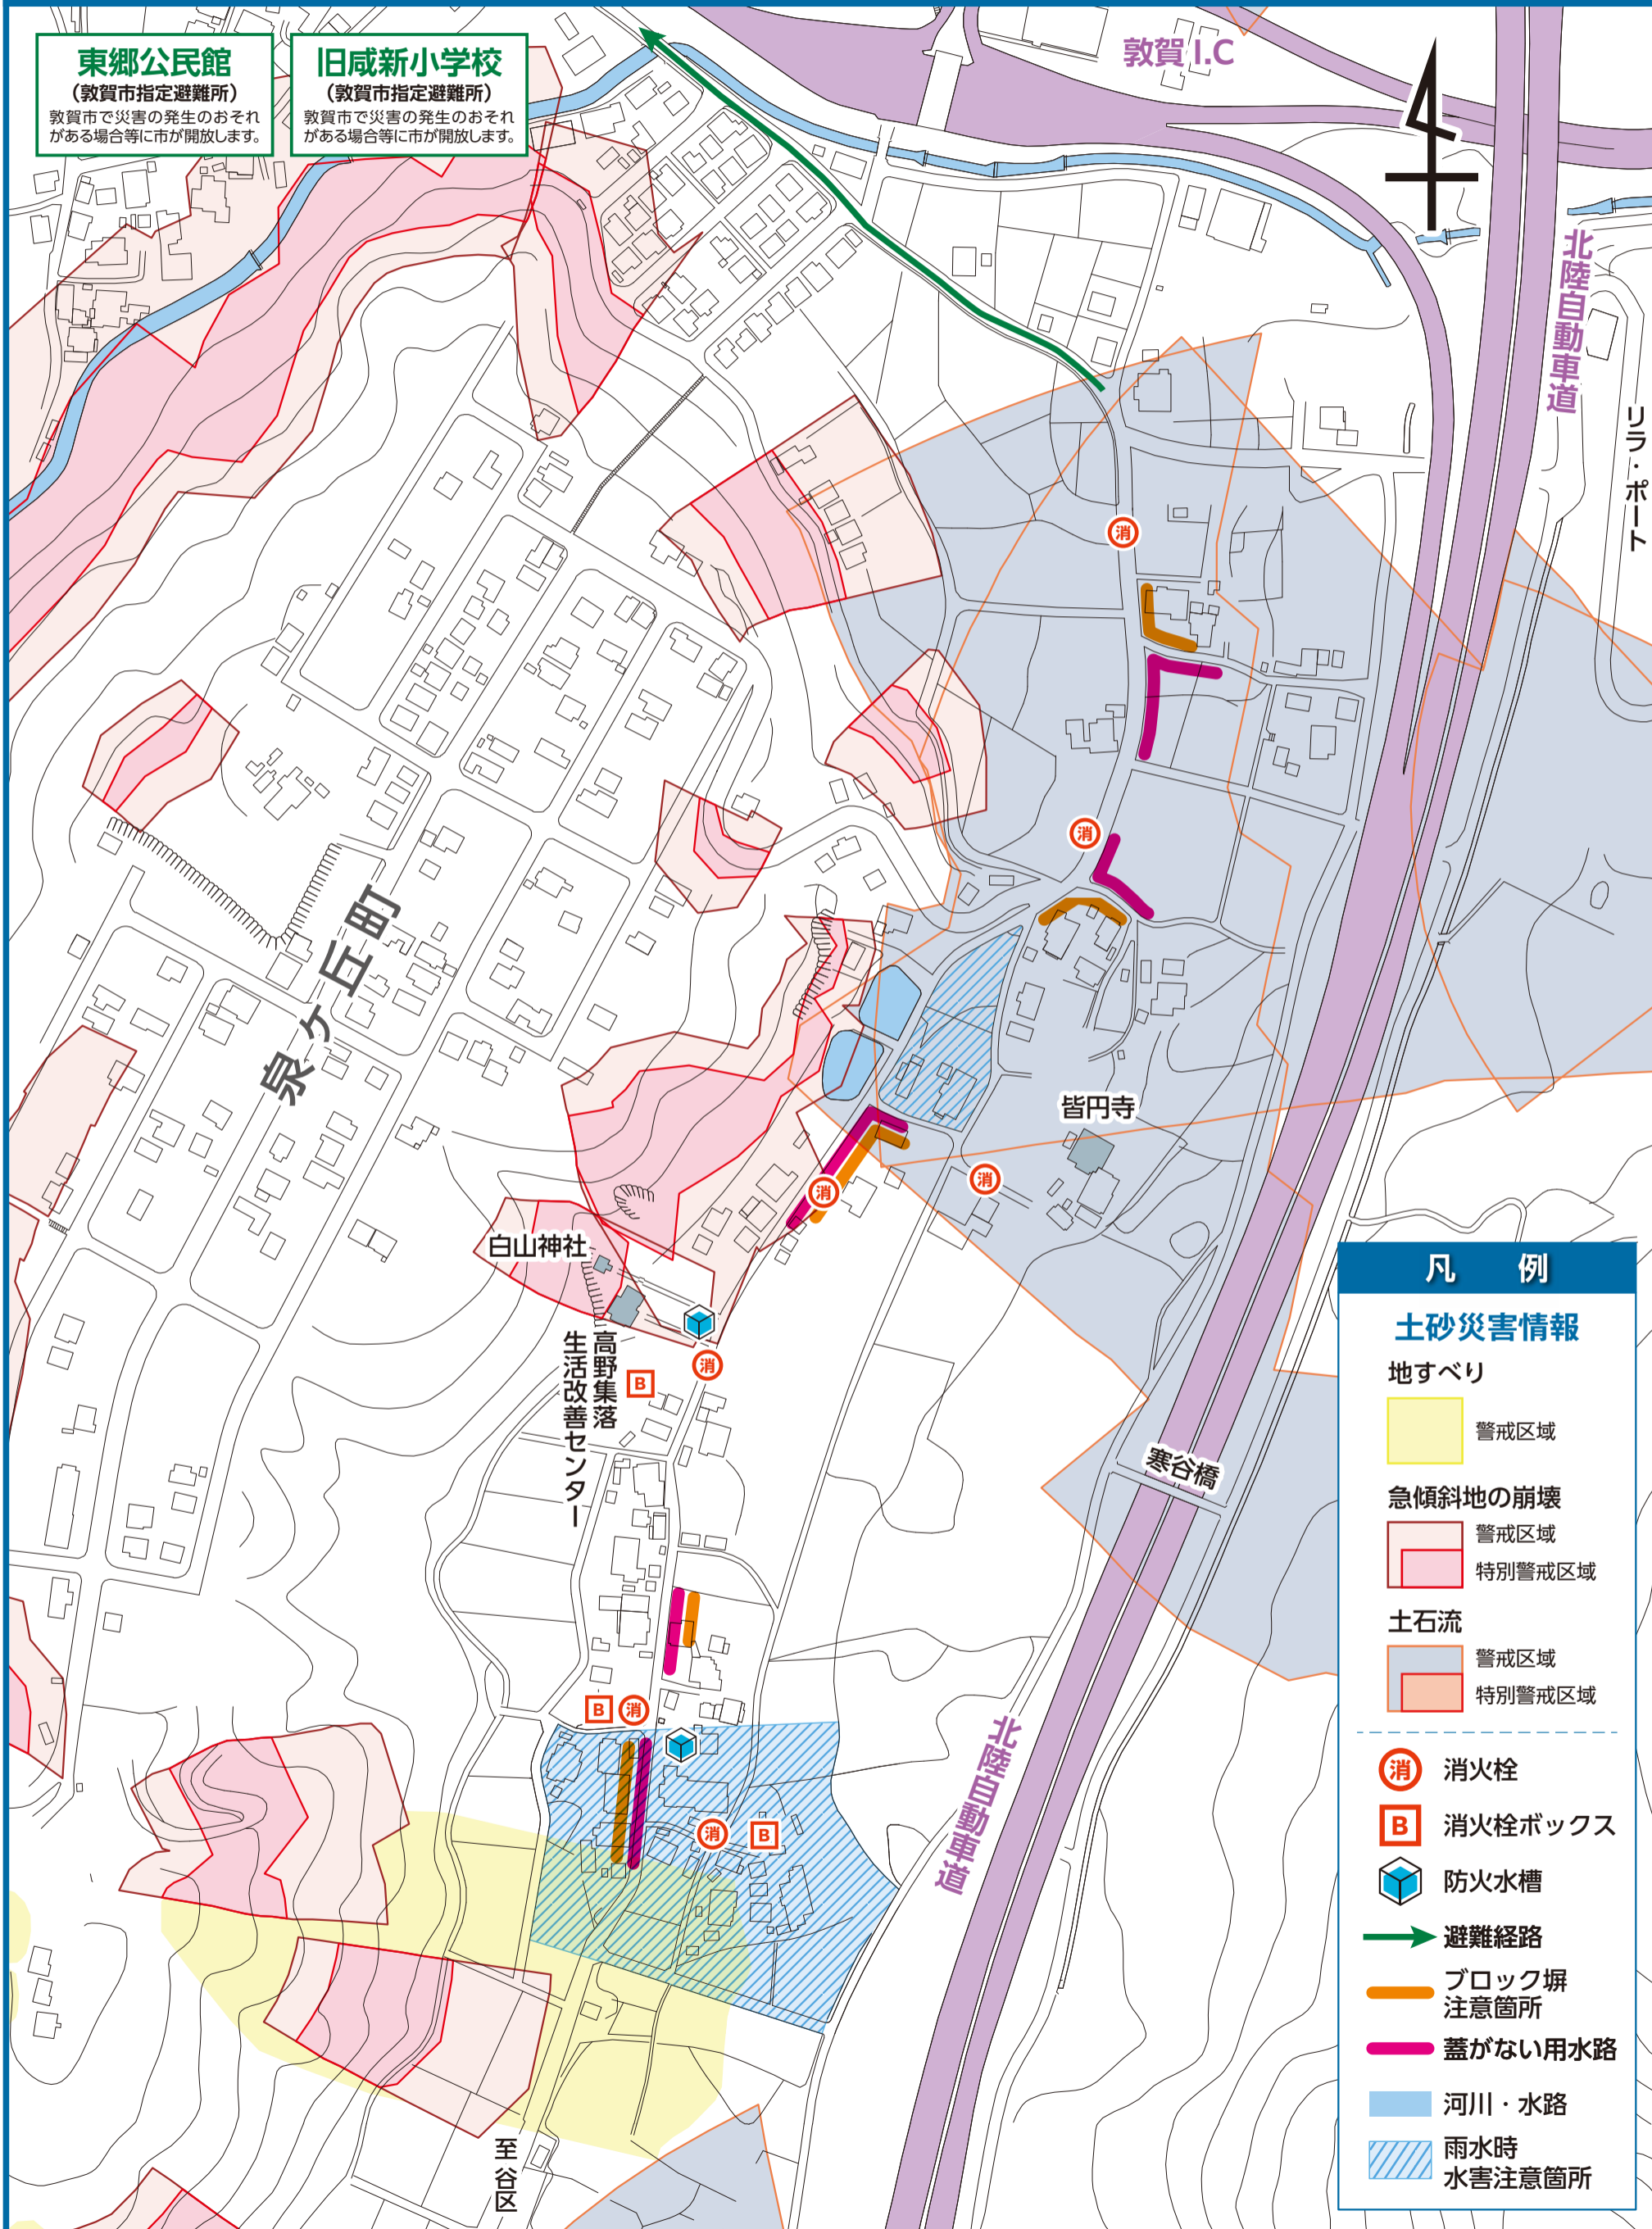 東郷公民館
(敦賀市指定避難所)
敦賀市で災害の発生のおそれ
がある場合等に市が開放します。
旧咸新小学校
(敦賀市指定避難所)
敦賀市で災害の発生のおそれ
がある場合等に市が開放します。
敦賀 I.C
北陸自動車道
リラ・ポート
消
消
泉ケ丘町
皆円寺
消
消
白山神社
高野集落
生活改善センター
消
B
寒谷橋
B
消
消
B
北陸自動車道
至 谷区
凡 例
土砂災害情報
地すべり
警戒区域
急傾斜地の崩壊
警戒区域
特別警戒区域
土石流
警戒区域
特別警戒区域
消 消火栓
B 消火栓ボックス
防火水槽
避難経路
ブロック塀
注意箇所
蓋がない用水路
河川・水路
雨水時
水害注意箇所